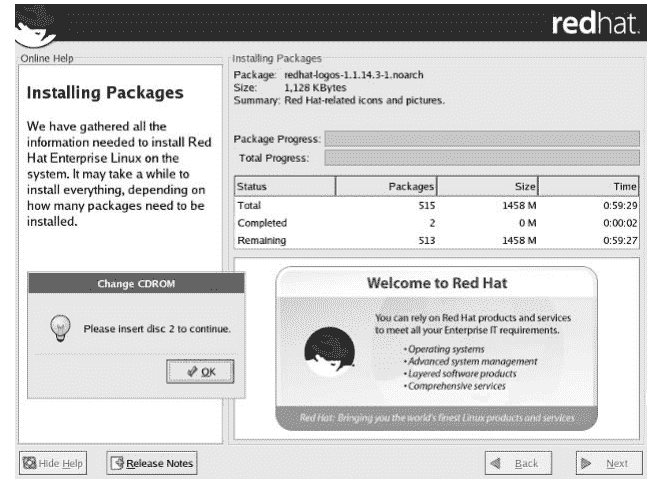 redhat.
Online Help
Installing Packages
We have gathered all the
information needed to install Red
Hat Enterprise Linux on the
system. It may take a while to
install everything, depending on
how many packages need to be
installed.
Installing Packages
Package: redhat-logos-1.1.14.3-1.noarch
Size: 1,128 KBytes
Summary: Red Hat-related icons and pictures.
Package Progress:
Total Progress:
Status Packages Size Time
Total 515 1458 M 0:59:29
Completed 2 0 M 0:00:02
Remaining 513 1458 M 0:59:27
Change CDROM
Please insert disc 2 to continue.
OK
Welcome to Red Hat
You can rely on Red Hat products and services
to meet all your Enterprise IT requirements.
•Operating systems
•Advanced system management
•Layered software products
•Comprehensive services
Red Hat: Bringing you the world's finest Linux products and services
Hide Help
Release Notes
Back
Next